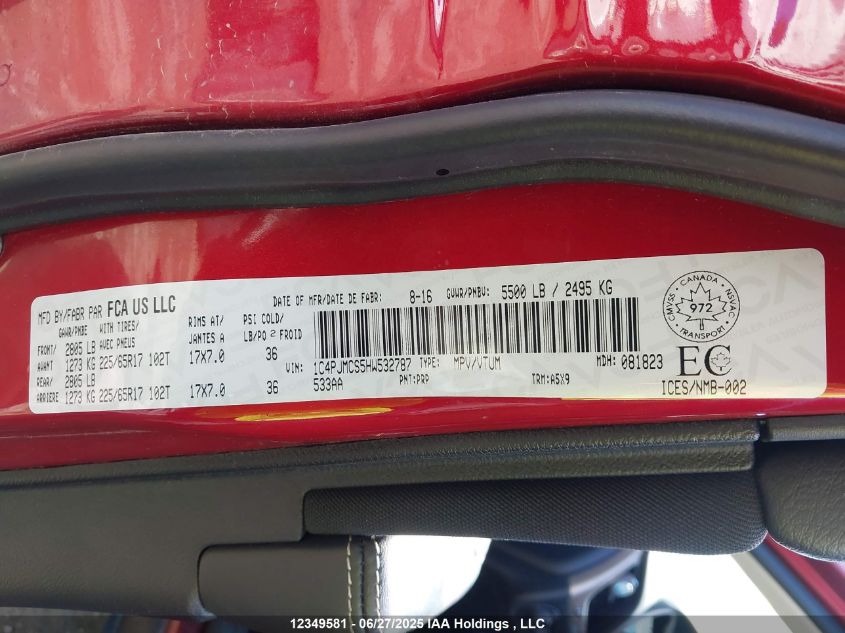 MFD BY/FABR PAR FCA US LLC
DATE OF MFR/DATE DE FABR: 8-16 GVWR/PNBV: 5500 LB / 2495 KG
GAWR/PNBE WITH TIRES/ RIMS AT/ PSI COLD/
AVEC PNEUS JANTES A LB/PO 2 FROID
FRONT/ 2805 LB
AVANT 1273 KG 225/65R17 102T 17X7.0 36
REAR/ 2805 LB
ARRIERE 1273 KG 225/65R17 102T 17X7.0 36
VIN: 1C4PJMCS5HW532787 TYPE: MPV/VTUM MDH: 081823
533AA PNT:PRP TRM:A5X9
CANADA
CMVSS 972 NSVAC
TRANSPORT
EC
ICES/NMB-002
12349581 - 06/27/2025 IAA Holdings , LLC